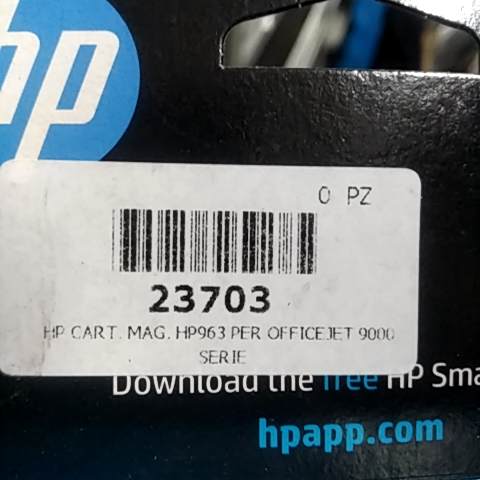 hp
0 PZ
23703
HP CART. MAG. HP963 PER OFFICEJET 9000
SERIE
Download the free HP Sma
hpapp.com